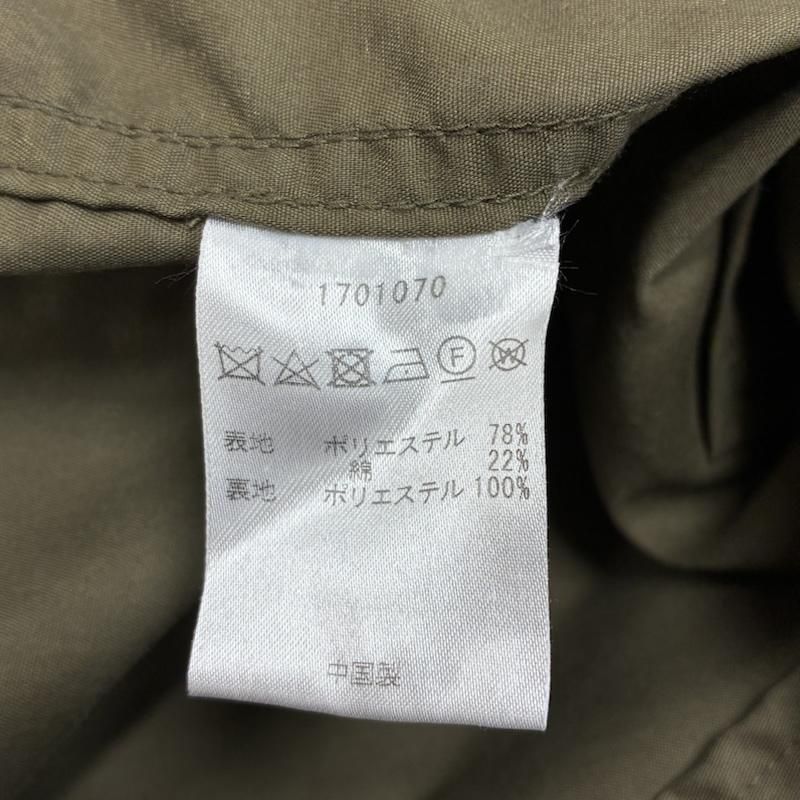 1701070
F W
表地 ポリエステル 78%
綿 22%
裏地 ポリエステル 100%
中国製